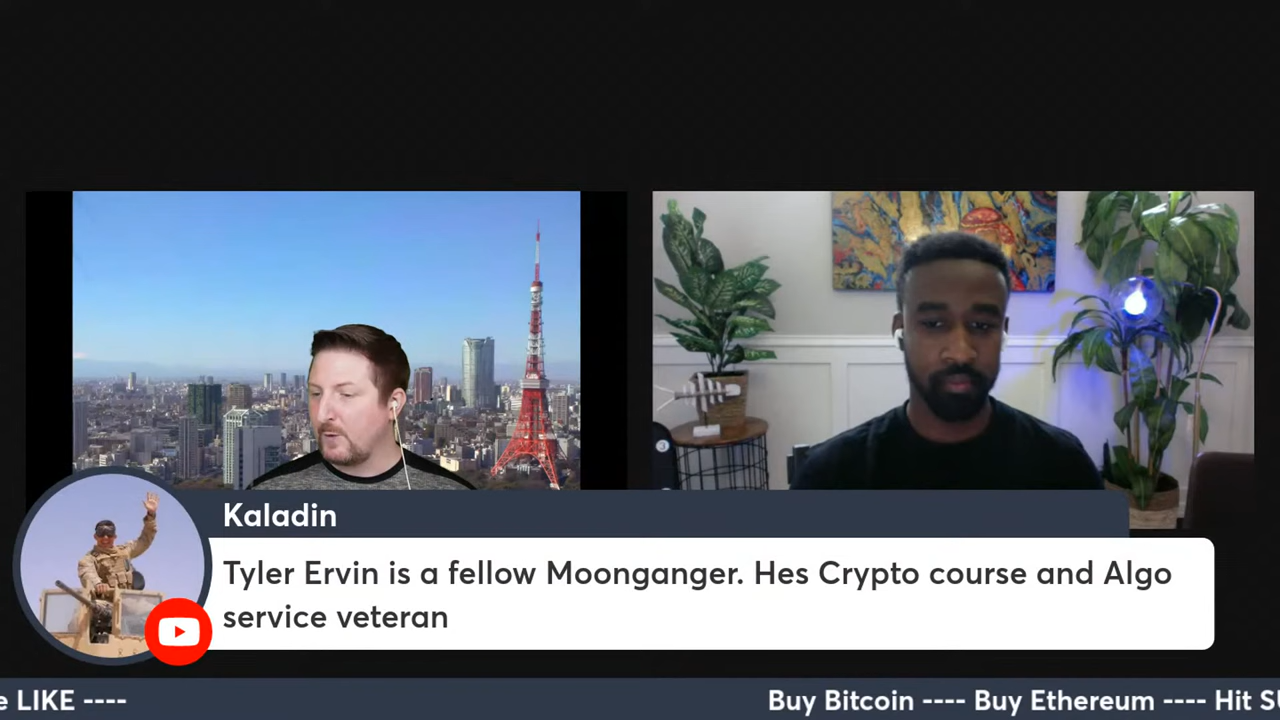 Kaladin
Tyler Ervin is a fellow Moonganger. Hes Crypto course and Algo
service veteran
e LIKE ---- Buy Bitcoin ---- Buy Ethereum ---- Hit S